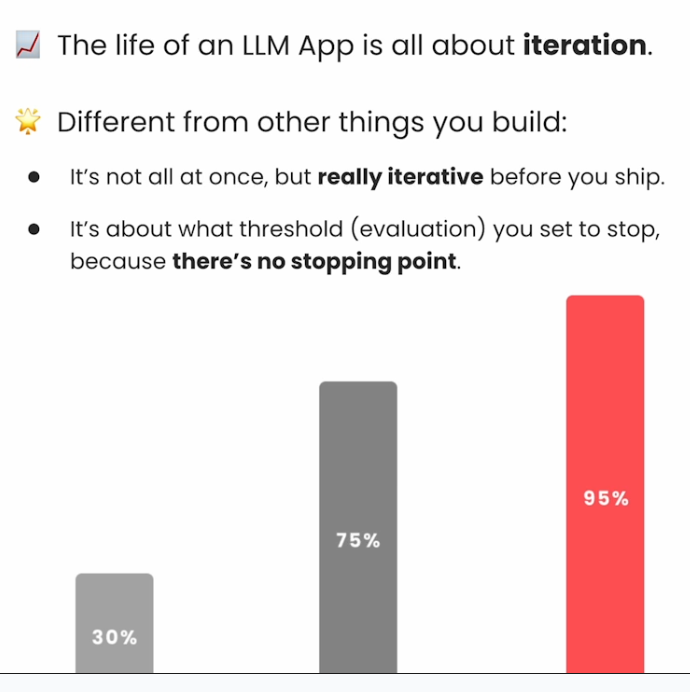 The life of an LLM App is all about iteration.
Different from other things you build:
It’s not all at once, but really iterative before you ship.
It’s about what threshold (evaluation) you set to stop,
because there’s no stopping point.
95%
75%
30%